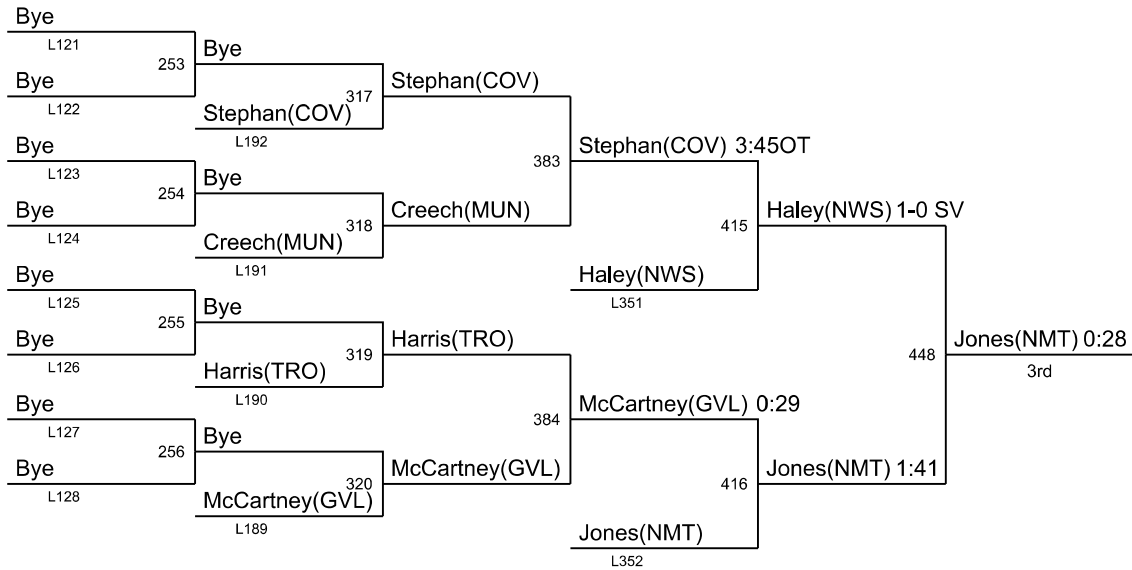 Bye
L121
Bye
L122
253
Bye
Stephan(COV)
L192
317
Stephan(COV)
Bye
L123
Bye
L124
254
Bye
Creech(MUN)
L191
318
Creech(MUN)
383
Stephan(COV) 3:45OT
Haley(NWS)
L351
415
Haley(NWS) 1-0 SV
Bye
L125
Bye
L126
255
Bye
Harris(TRO)
L190
319
Harris(TRO)
Bye
L127
Bye
L128
256
Bye
McCartney(GVL)
L189
320
McCartney(GVL)
384
McCartney(GVL) 0:29
Jones(NMT)
L352
416
Jones(NMT) 1:41
448
Jones(NMT) 0:28
3rd